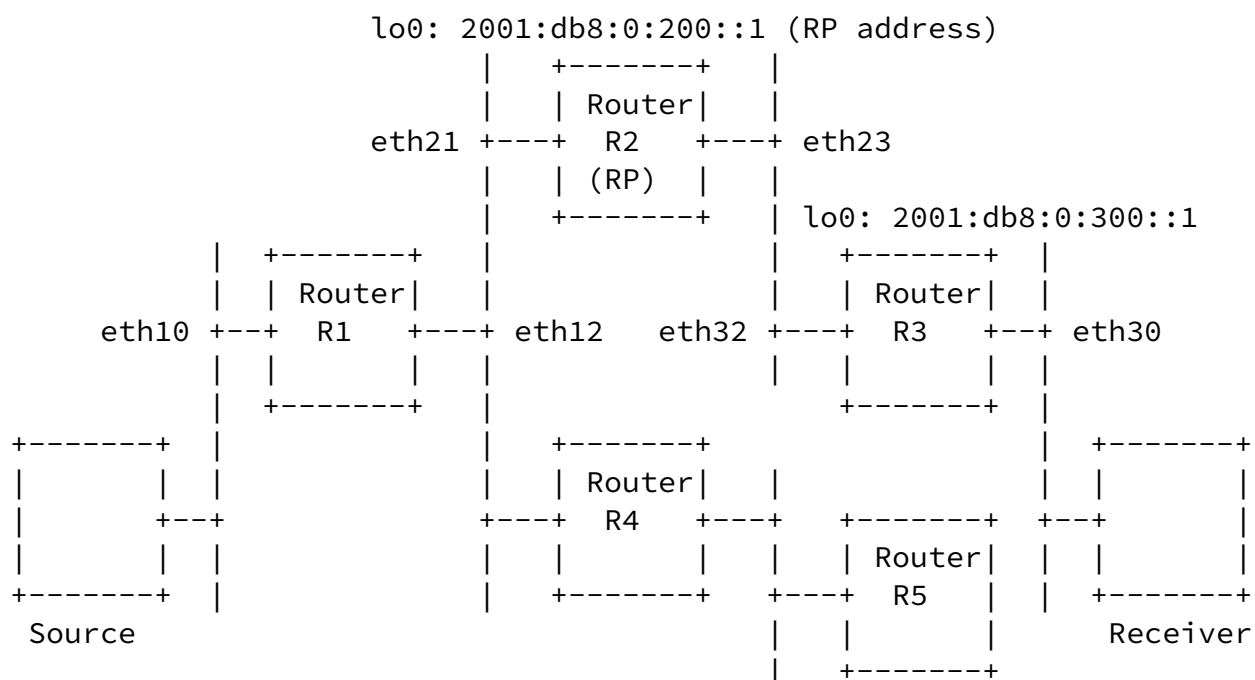 lo0: 2001:db8:0:200::1 (RP address)
Router
eth21 R2 eth23
(RP)
lo0: 2001:db8:0:300::1
Router Router
eth10 R1 eth12 eth32 R3 eth30
Router
R4
Router
R5
Source Receiver